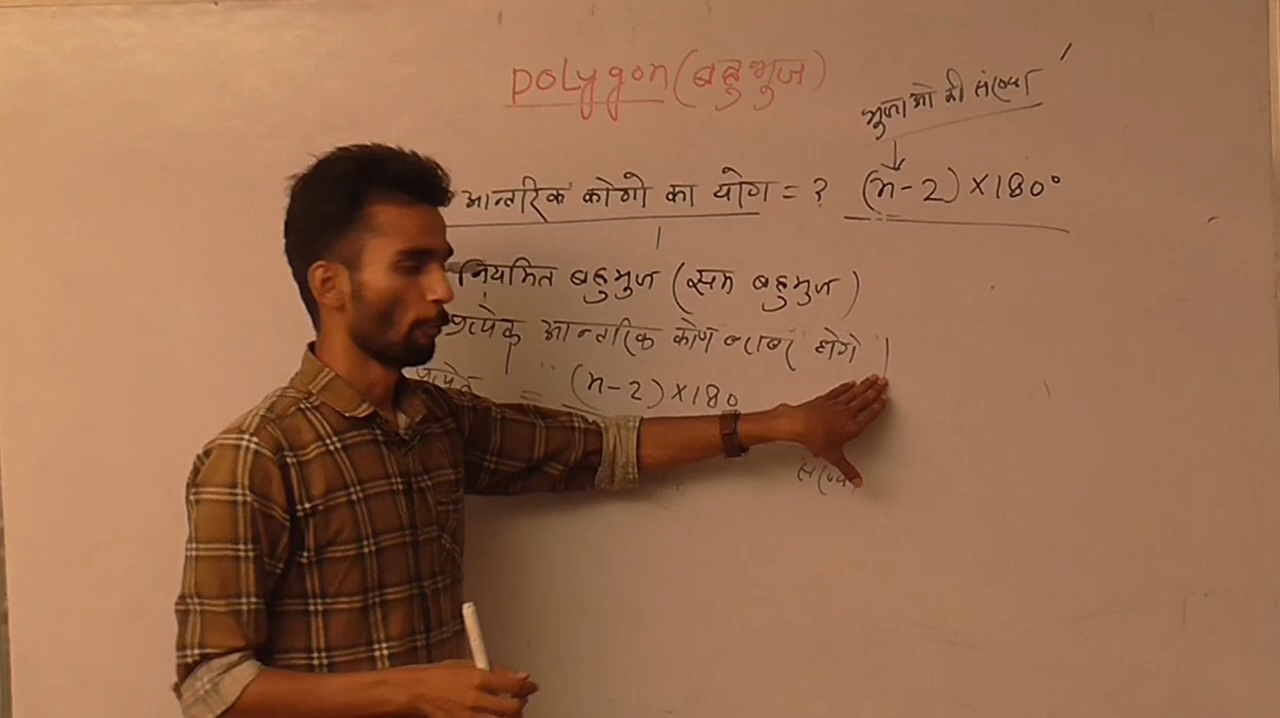 polygon (बहुभुज)
भुजाओ की संख्या
आन्तरिक कोणो का योग = ? (n-2) × 180°
नियमित बहुभुज (सम बहुभुज)
प्रत्येक आन्तरिक कोण बराबर होगे।
= (n-2) × 180